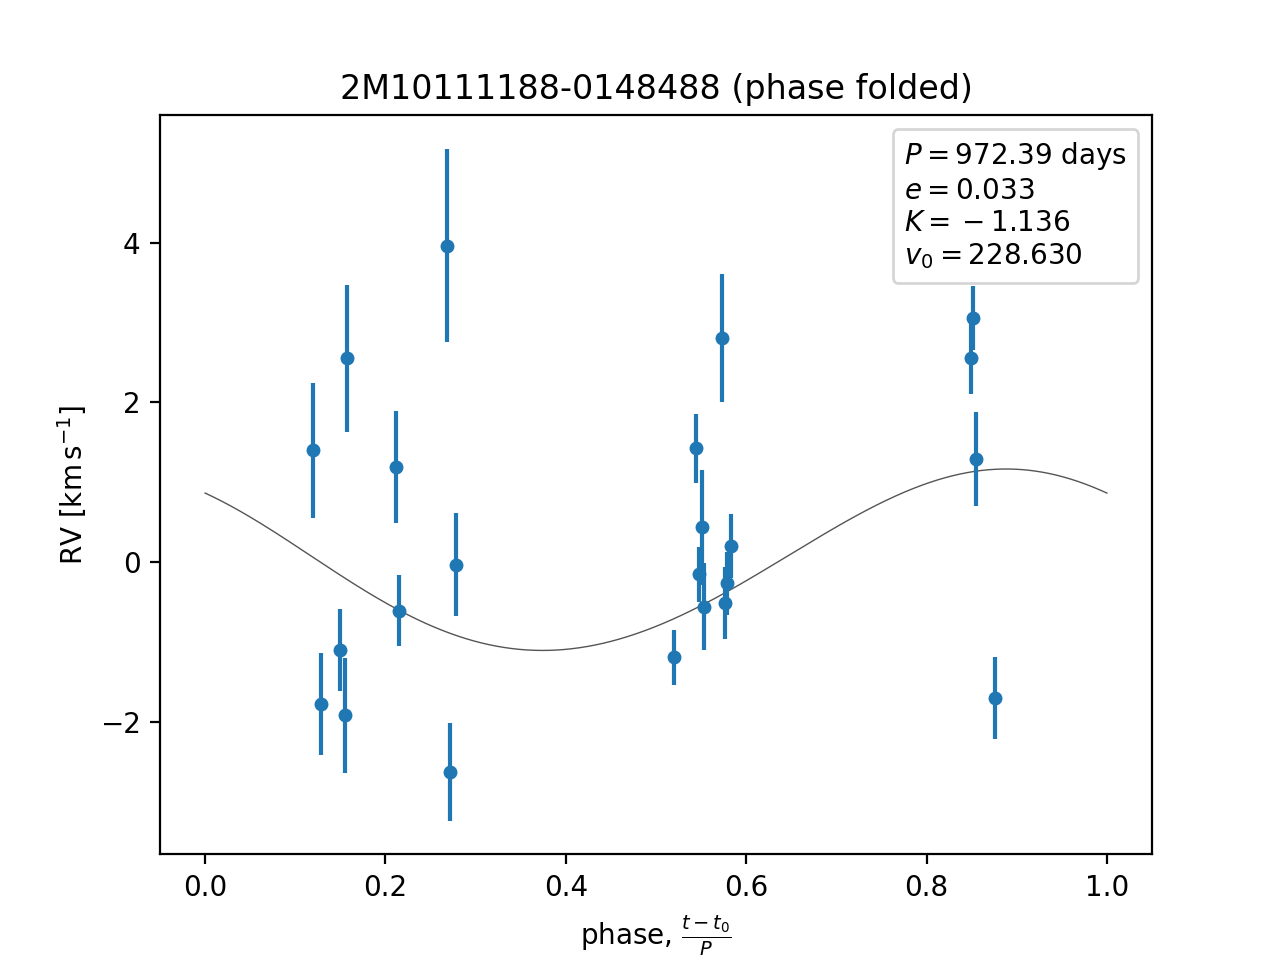 2M10111188-0148488 (phase folded)
P = 972.39 days
e = 0.033
K = −1.136
v₀ = 228.630
RV [km s⁻¹]
4
2
0
−2
0.0 0.2 0.4 0.6 0.8 1.0
phase, (t − t₀)/P